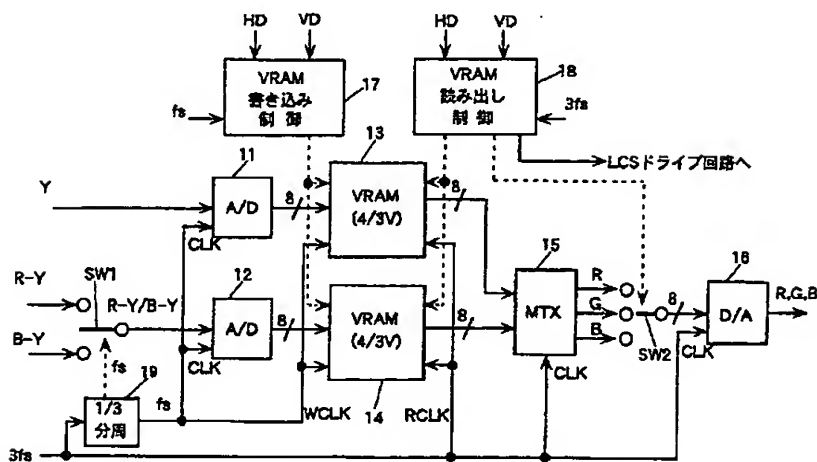 HD VD HD VD
VRAM
書き込み
制御
17
fs
VRAM
読み出し
制御
18
3fs
LCSドライブ回路へ
11
Y
A/D
8
CLK
13
VRAM
(4/3V)
8
SW1
R-Y
R-Y/B-Y
B-Y
12
A/D
8
CLK
VRAM
(4/3V)
8
14
15
MTX
R
G
B
CLK
SW2
8
16
D/A
CLK
R,G,B
fs
19
1/3
分周
fs
WCLK
RCLK
3fs